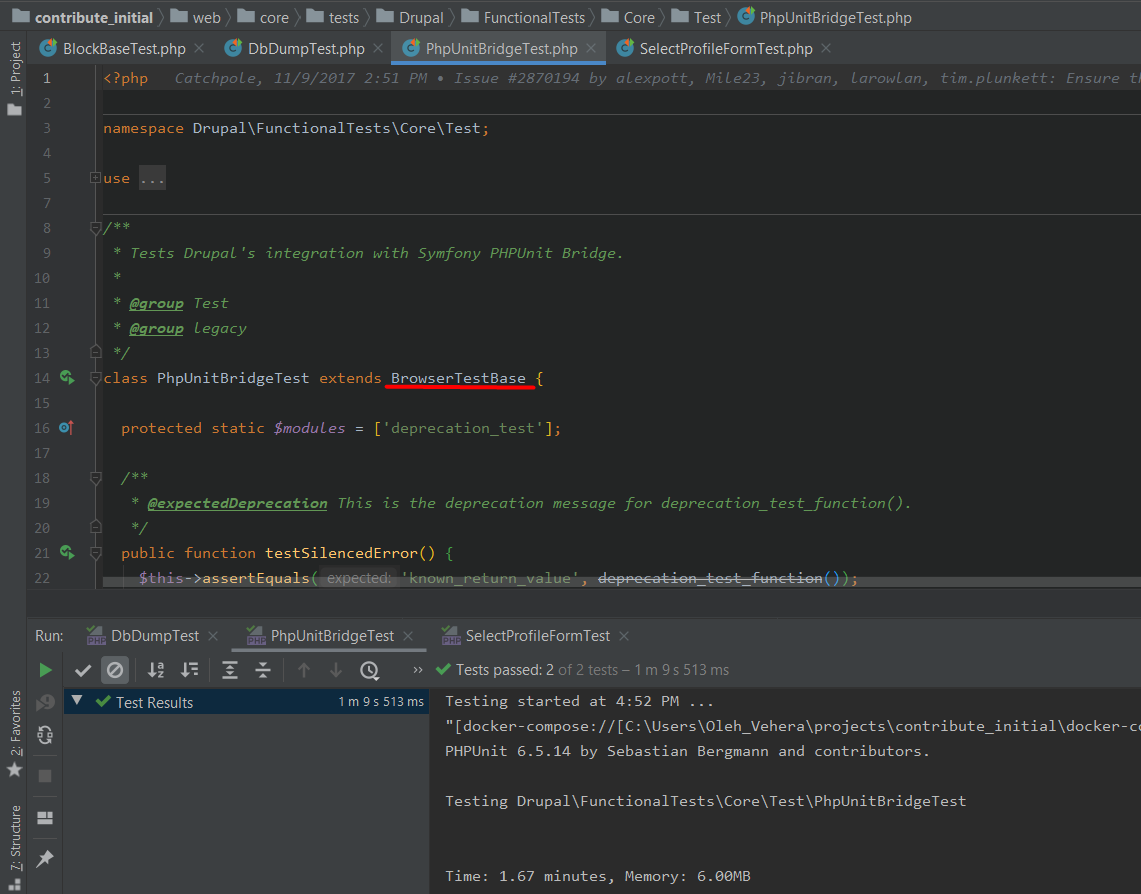 contribute_initial web core tests Drupal FunctionalTests Core Test PhpUnitBridgeTest.php
BlockBaseTest.php DbDumpTest.php PhpUnitBridgeTest.php SelectProfileFormTest.php
1: Project
1 <?php Catchpole, 11/9/2017 2:51 PM • Issue #2870194 by alexpott, Mile23, jibran, larowlan, tim.plunkett: Ensure th
2
3 namespace Drupal\FunctionalTests\Core\Test;
4
5 use ...
7
8 /**
9 * Tests Drupal's integration with Symfony PHPUnit Bridge.
10 *
11 * @group Test
12 * @group legacy
13 */
14 class PhpUnitBridgeTest extends BrowserTestBase {
15
16 protected static $modules = ['deprecation_test'];
17
18 /**
19 * @expectedDeprecation This is the deprecation message for deprecation_test_function().
20 */
21 public function testSilencedError() {
22 $this->assertEquals( expected: 'known_return_value', deprecation_test_function());
Run: DbDumpTest PhpUnitBridgeTest SelectProfileFormTest
Tests passed: 2 of 2 tests – 1 m 9 s 513 ms
Test Results 1 m 9 s 513 ms
Testing started at 4:52 PM ...
"[docker-compose://[C:\Users\Oleh_Vehera\projects\contribute_initial\docker-co
PHPUnit 6.5.14 by Sebastian Bergmann and contributors.
Testing Drupal\FunctionalTests\Core\Test\PhpUnitBridgeTest
Time: 1.67 minutes, Memory: 6.00MB
2: Favorites
7: Structure